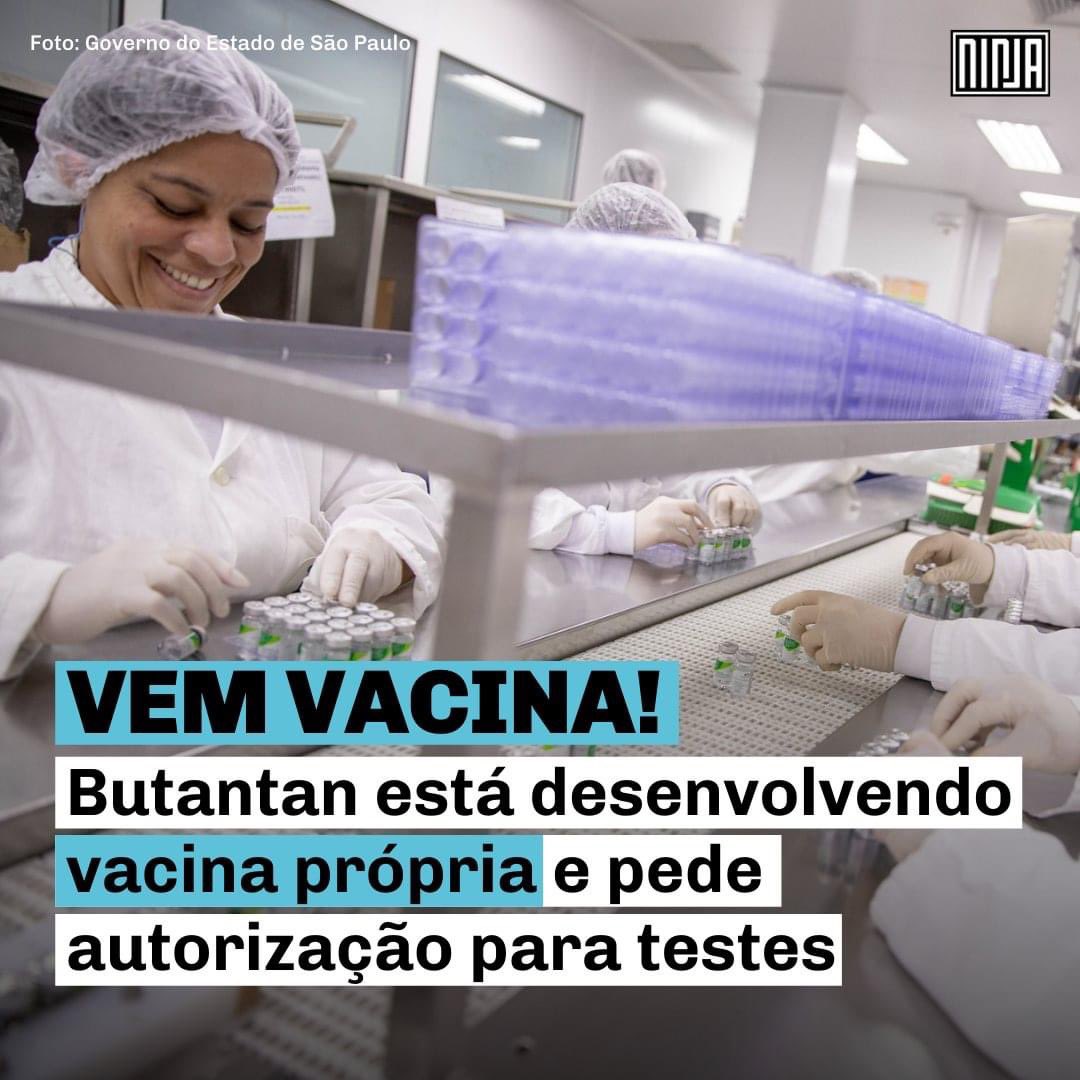 Foto: Governo do Estado de São Paulo
NINJA
VEM VACINA!
Butantan está desenvolvendo
vacina própria e pede
autorização para testes